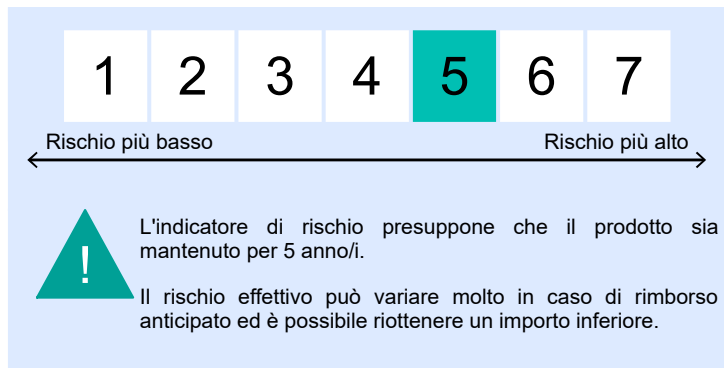 1 2 3 4 5 6 7
Rischio più basso Rischio più alto
L'indicatore di rischio presuppone che il prodotto sia
mantenuto per 5 anno/i.
!
Il rischio effettivo può variare molto in caso di rimborso
anticipato ed è possibile riottenere un importo inferiore.